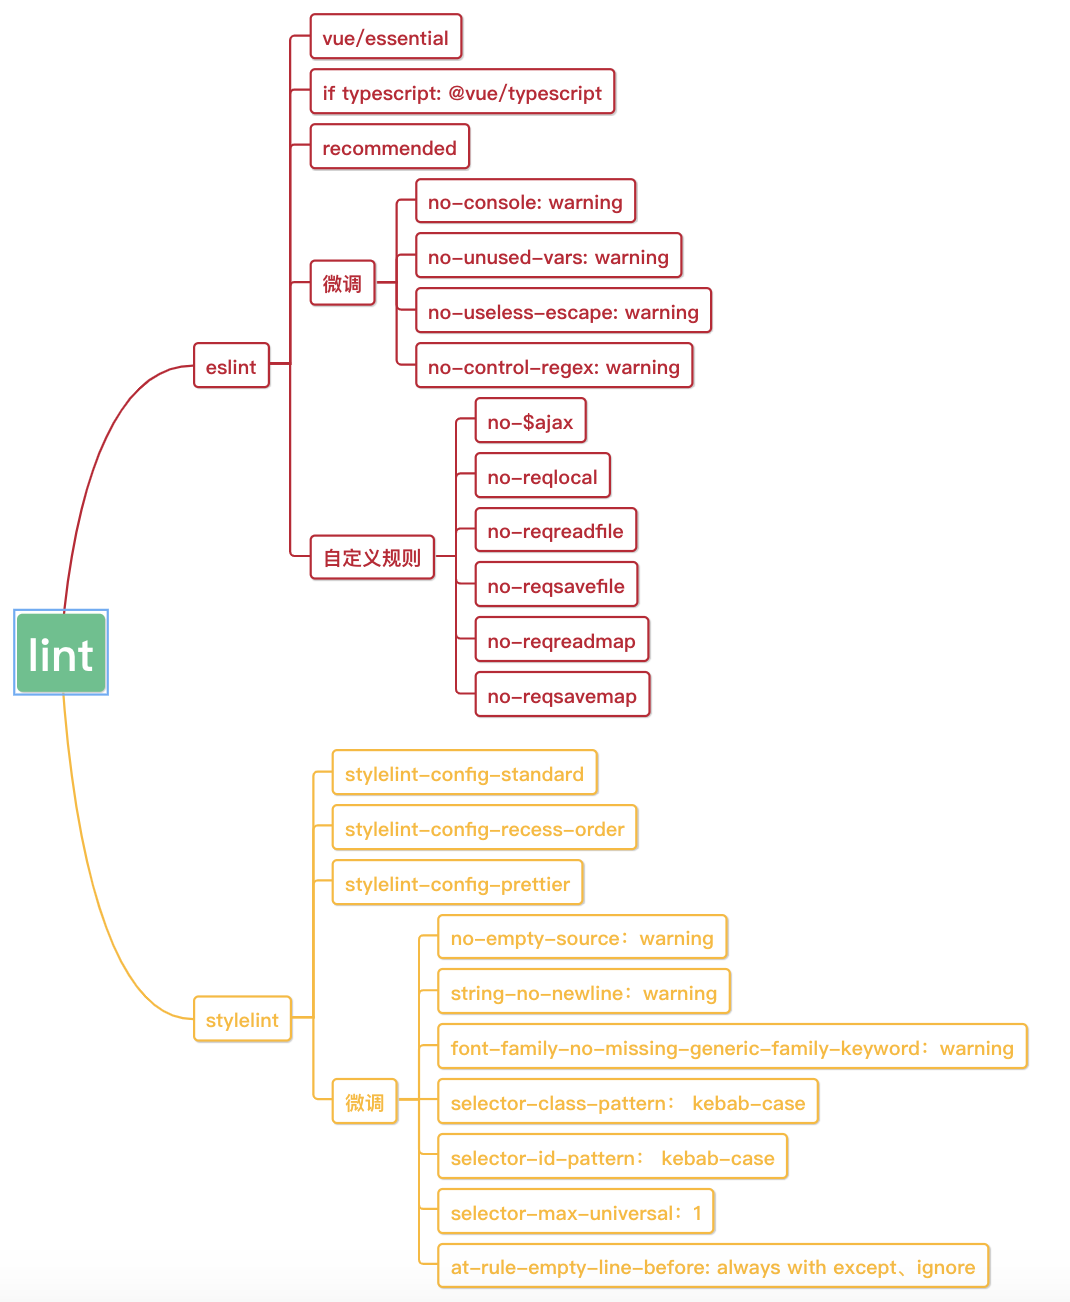 lint
eslint
vue/essential
if typescript: @vue/typescript
recommended
微调
no-console: warning
no-unused-vars: warning
no-useless-escape: warning
no-control-regex: warning
自定义规则
no-$ajax
no-reqlocal
no-reqreadfile
no-reqsavefile
no-reqreadmap
no-reqsavemap
stylelint
stylelint-config-standard
stylelint-config-recess-order
stylelint-config-prettier
微调
no-empty-source：warning
string-no-newline：warning
font-family-no-missing-generic-family-keyword：warning
selector-class-pattern： kebab-case
selector-id-pattern： kebab-case
selector-max-universal：1
at-rule-empty-line-before: always with except、ignore